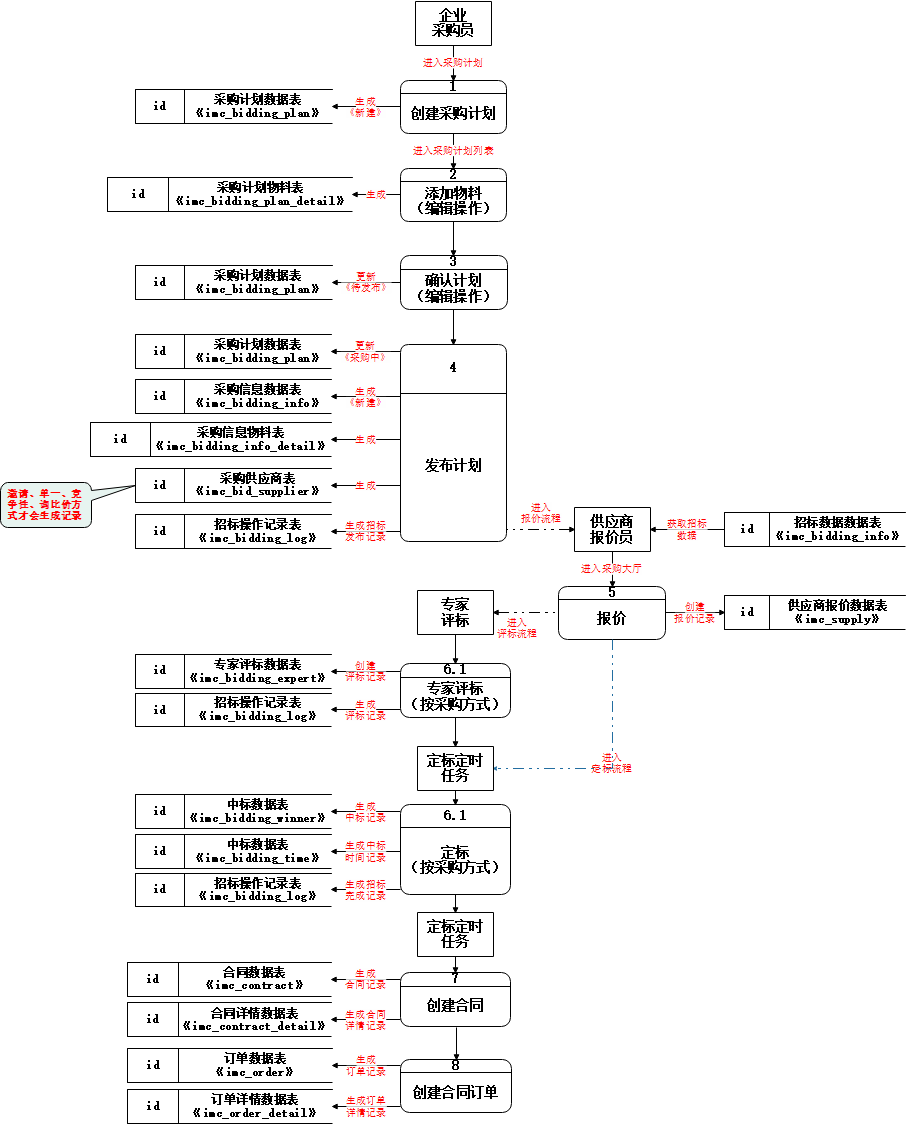 企业
采购员
进入采购计划
1
创建采购计划
生成
《新建》
id
采购计划数据表
《imc_bidding_plan》
进入采购计划列表
2
添加物料
（编辑操作）
生成
id
采购计划物料表
《imc_bidding_plan_detail》
3
确认计划
（编辑操作）
更新
《待发布》
id
采购计划数据表
《imc_bidding_plan》
4
发布计划
更新
《采购中》
id
采购计划数据表
《imc_bidding_plan》
生成
《新建》
id
采购信息数据表
《imc_bidding_info》
生成
id
采购信息物料表
《imc_bidding_info_detail》
生成
id
采购供应商表
《imc_bid_supplier》
邀请、单一、竞
争性、询比价方
式才会生成记录
生成招标
发布记录
id
招标操作记录表
《imc_bidding_log》
进入
报价流程
供应商
报价员
获取招标
数据
id
招标数据数据表
《imc_bidding_info》
进入采购大厅
5
报价
创建
报价记录
id
供应商报价数据表
《imc_supply》
进入
评标流程
专家
评标
6.1
专家评标
（按采购方式）
创建
评标记录
id
专家评标数据表
《imc_bidding_expert》
生成
评标记录
id
招标操作记录表
《imc_bidding_log》
进入
定标流程
定标定时
任务
6.1
定标
（按采购方式）
生成
中标记录
id
中标数据表
《imc_bidding_winner》
生成中标
时间记录
id
中标数据表
《imc_bidding_time》
生成招标
完成记录
id
招标操作记录表
《imc_bidding_log》
定标定时
任务
7
创建合同
生成
合同记录
id
合同数据表
《imc_contract》
生成合同
详情记录
id
合同详情数据表
《imc_contract_detail》
8
创建合同订单
生成
订单记录
id
订单数据表
《imc_order》
生成订单
详情记录
id
订单详情数据表
《imc_order_detail》